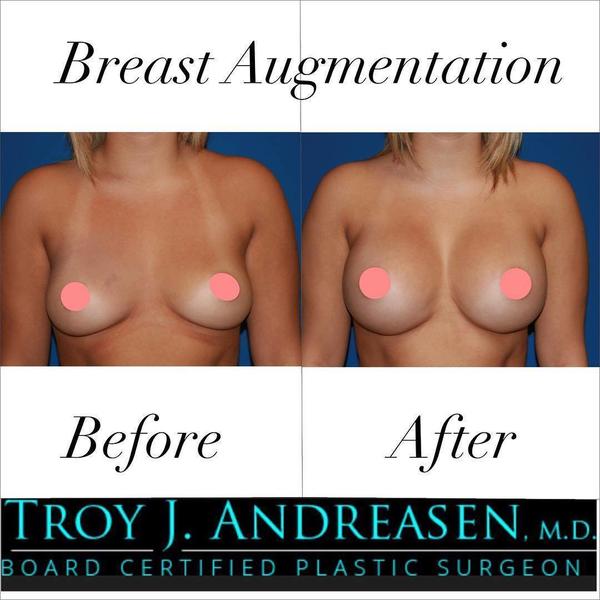 Breast Augmentation
Before After
TROY J. ANDREASEN, M.D.
BOARD CERTIFIED PLASTIC SURGEON